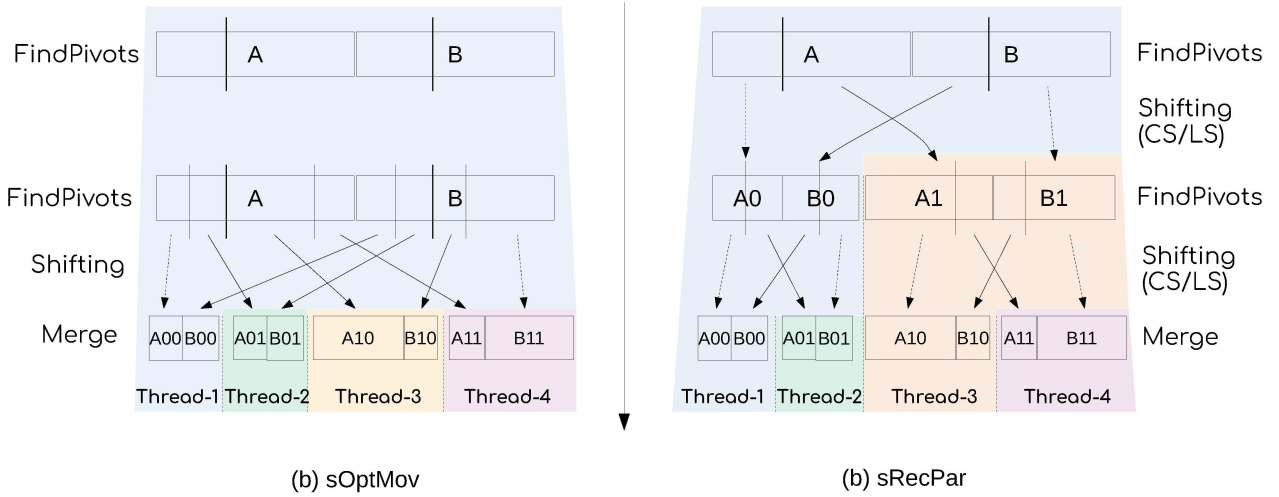 FindPivots
A
B
FindPivots
A
B
Shifting
Merge
A00
B00
A01
B01
A10
B10
A11
B11
Thread-1
Thread-2
Thread-3
Thread-4
(b) sOptMov
A
B
FindPivots
Shifting
(CS/LS)
A0
B0
A1
B1
FindPivots
Shifting
(CS/LS)
A00
B00
A01
B01
A10
B10
A11
B11
Merge
Thread-1
Thread-2
Thread-3
Thread-4
(b) sRecPar